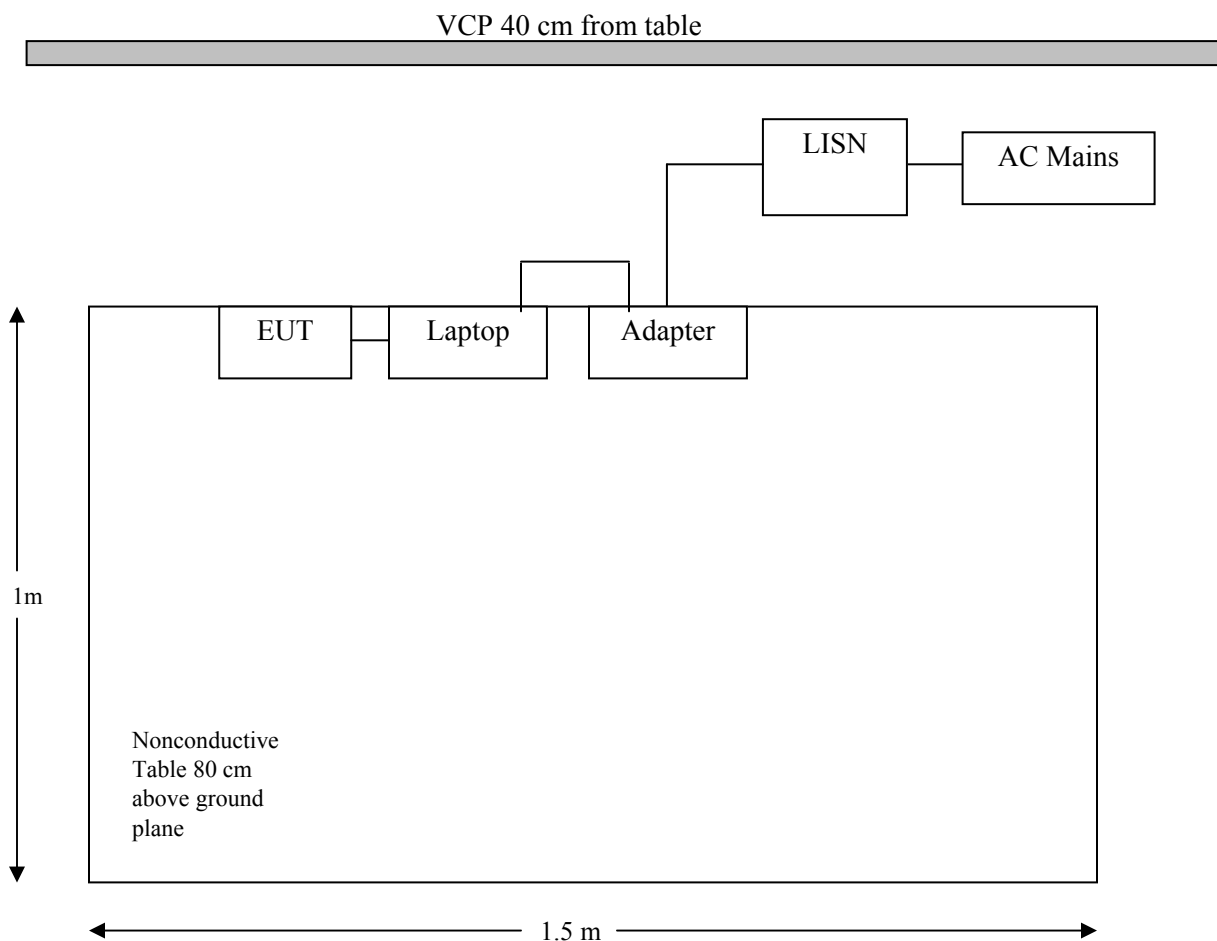 VCP 40 cm from table
LISN
AC Mains
EUT
Laptop
Adapter
1m
Nonconductive
Table 80 cm
above ground
plane
1.5 m